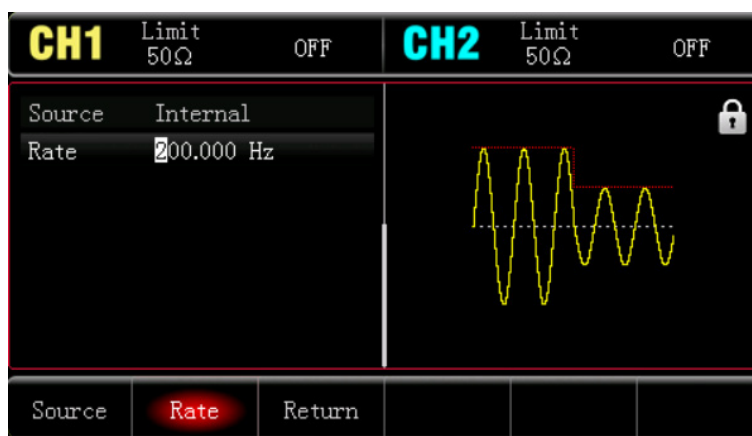 CH1 Limit 50Ω OFF CH2 Limit 50Ω OFF
Source Internal
Rate 200.000 Hz
Source Rate Return